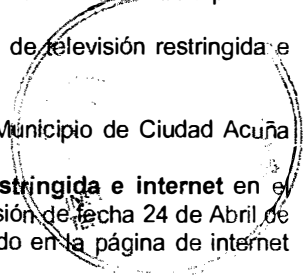 de televisión restringida e
Municipio de Ciudad Acuña
stringida e internet en el
sión de fecha 24 de Abril de
do en la página de internet